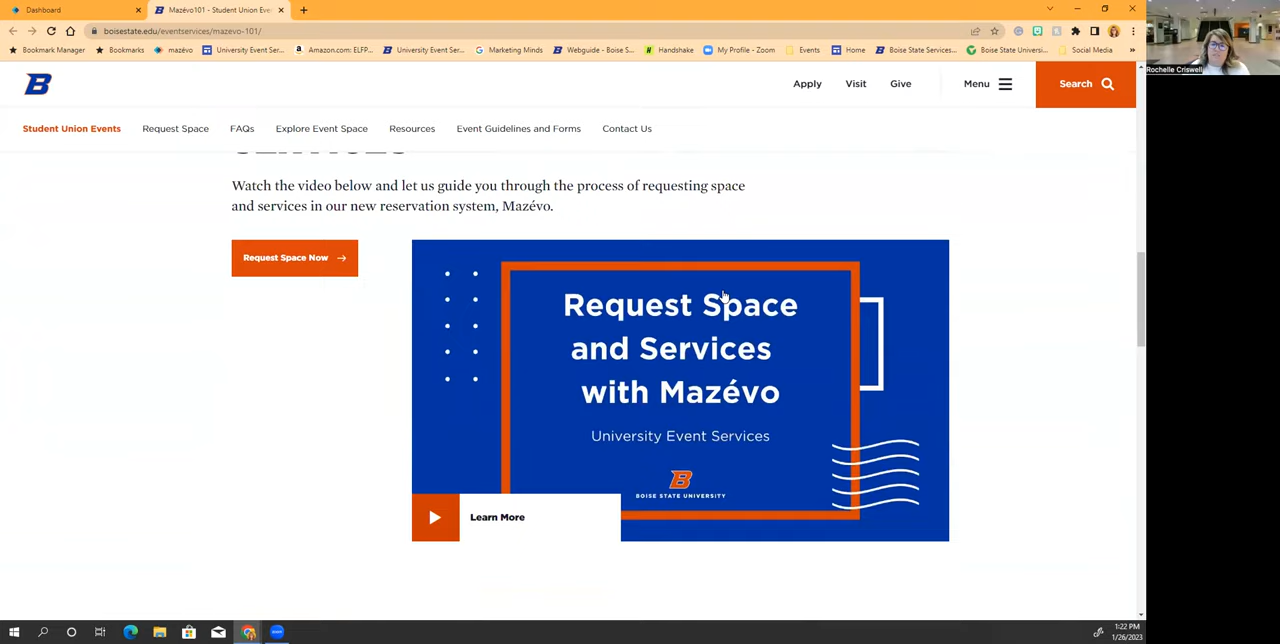 Dashboard
Mazévo101 - Student Union Eve
boisestate.edu/eventservices/mazevo-101/
Bookmark Manager
Bookmarks
mazévo
University Event Ser...
Amazon.com: ELFP...
University Event Ser...
Marketing Minds
Webguide - Boise S...
Handshake
My Profile - Zoom
Events
Home
Boise State Services...
Boise State Universi...
Social Media
Rochelle Criswell
B
Apply
Visit
Give
Menu
Search
Student Union Events
Request Space
FAQs
Explore Event Space
Resources
Event Guidelines and Forms
Contact Us
SERVICES
Watch the video below and let us guide you through the process of requesting space
and services in our new reservation system, Mazévo.
Request Space Now
Request Space
and Services
with Mazévo
University Event Services
B
BOISE STATE UNIVERSITY
Learn More
1:22 PM
1/26/2023